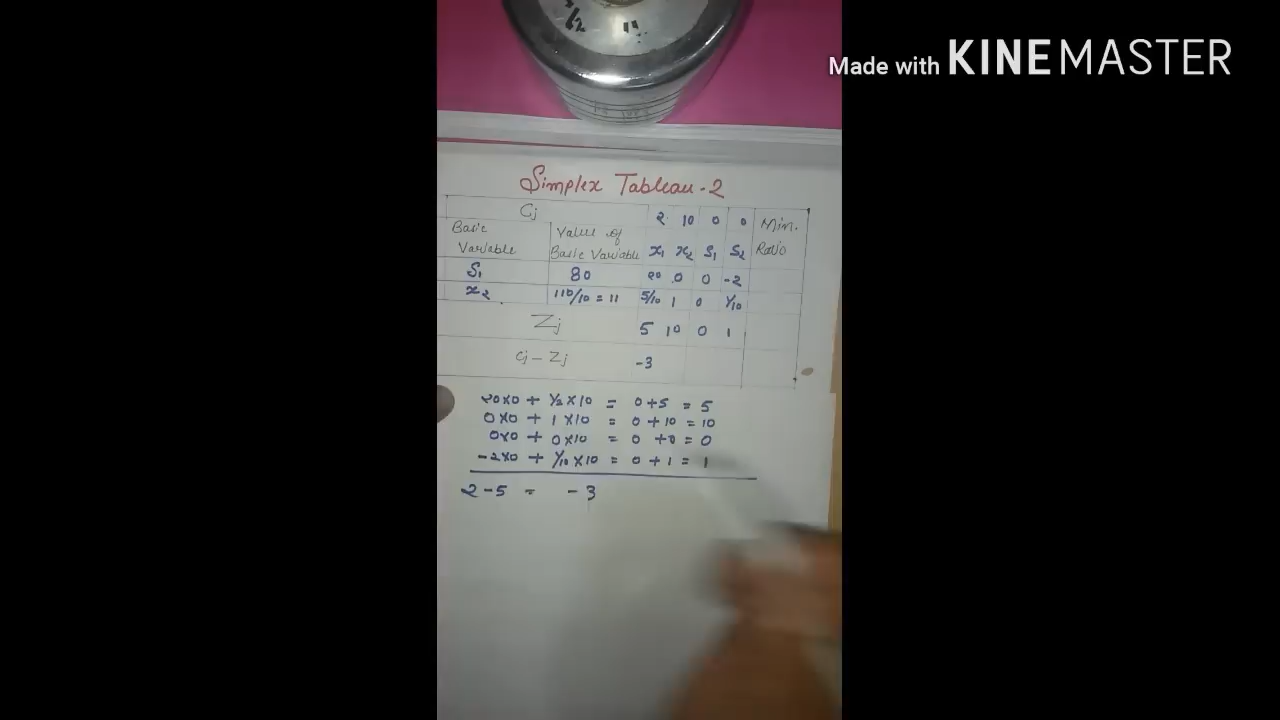 Made with KINEMASTER
Simplex Tableau-2
Cj 2 10 0 0 Min. Ratio
Basic Variable Value of Basic Variable x₁ x₂ S₁ S₂
S₁ 80 20 0 0 -2
x₂ 110/10 = 11 5/10 1 0 1/10
Zj 5 10 0 1
Cj - Zj -3
20x0 + 1/2x10 = 0+5 = 5
0x0 + 1x10 = 0+10 = 10
0x0 + 0x10 = 0+0 = 0
-2x0 + 1/10x10 = 0+1 = 1
2-5 = -3